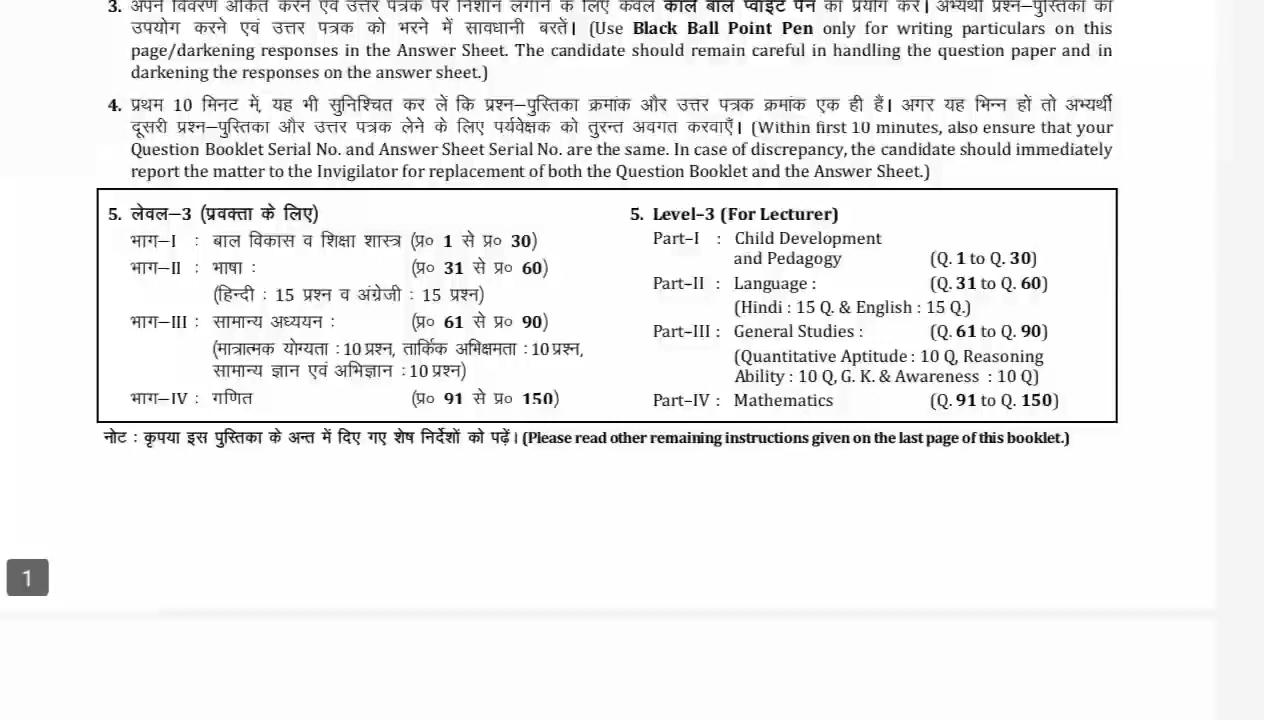 3. अपने विवरण अंकित करने एवं उत्तर पत्रक पर निशान लगाने के लिए केवल काले बॉल प्वाईंट पेन का प्रयोग करें। अभ्यर्थी प्रश्न–पुस्तिका का
उपयोग करने एवं उत्तर पत्रक को भरने में सावधानी बरतें। (Use Black Ball Point Pen only for writing particulars on this
page/darkening responses in the Answer Sheet. The candidate should remain careful in handling the question paper and in
darkening the responses on the answer sheet.)
4. प्रथम 10 मिनट में, यह भी सुनिश्चित कर लें कि प्रश्न–पुस्तिका क्रमांक और उत्तर पत्रक क्रमांक एक ही हैं। अगर यह भिन्न हों तो अभ्यर्थी
दूसरी प्रश्न–पुस्तिका और उत्तर पत्रक लेने के लिए पर्यवेक्षक को तुरन्त अवगत करवाएँ। (Within first 10 minutes, also ensure that your
Question Booklet Serial No. and Answer Sheet Serial No. are the same. In case of discrepancy, the candidate should immediately
report the matter to the Invigilator for replacement of both the Question Booklet and the Answer Sheet.)
5. लेवल–3 (प्रवक्ता के लिए)
भाग–I : बाल विकास व शिक्षा शास्त्र (प्र० 1 से प्र० 30)
भाग–II : भाषा : (प्र० 31 से प्र० 60)
(हिन्दी : 15 प्रश्न व अंग्रेजी : 15 प्रश्न)
भाग–III : सामान्य अध्ययन : (प्र० 61 से प्र० 90)
(मात्रात्मक योग्यता : 10 प्रश्न, तार्किक अभिक्षमता : 10 प्रश्न,
सामान्य ज्ञान एवं अभिज्ञान : 10 प्रश्न)
भाग–IV : गणित (प्र० 91 से प्र० 150)
5. Level–3 (For Lecturer)
Part–I : Child Development
and Pedagogy (Q. 1 to Q. 30)
Part–II : Language : (Q. 31 to Q. 60)
(Hindi : 15 Q. & English : 15 Q.)
Part–III : General Studies : (Q. 61 to Q. 90)
(Quantitative Aptitude : 10 Q, Reasoning
Ability : 10 Q, G. K. & Awareness : 10 Q)
Part–IV : Mathematics (Q. 91 to Q. 150)
नोट : कृपया इस पुस्तिका के अन्त में दिए गए शेष निर्देशों को पढ़ें। (Please read other remaining instructions given on the last page of this booklet.)
1